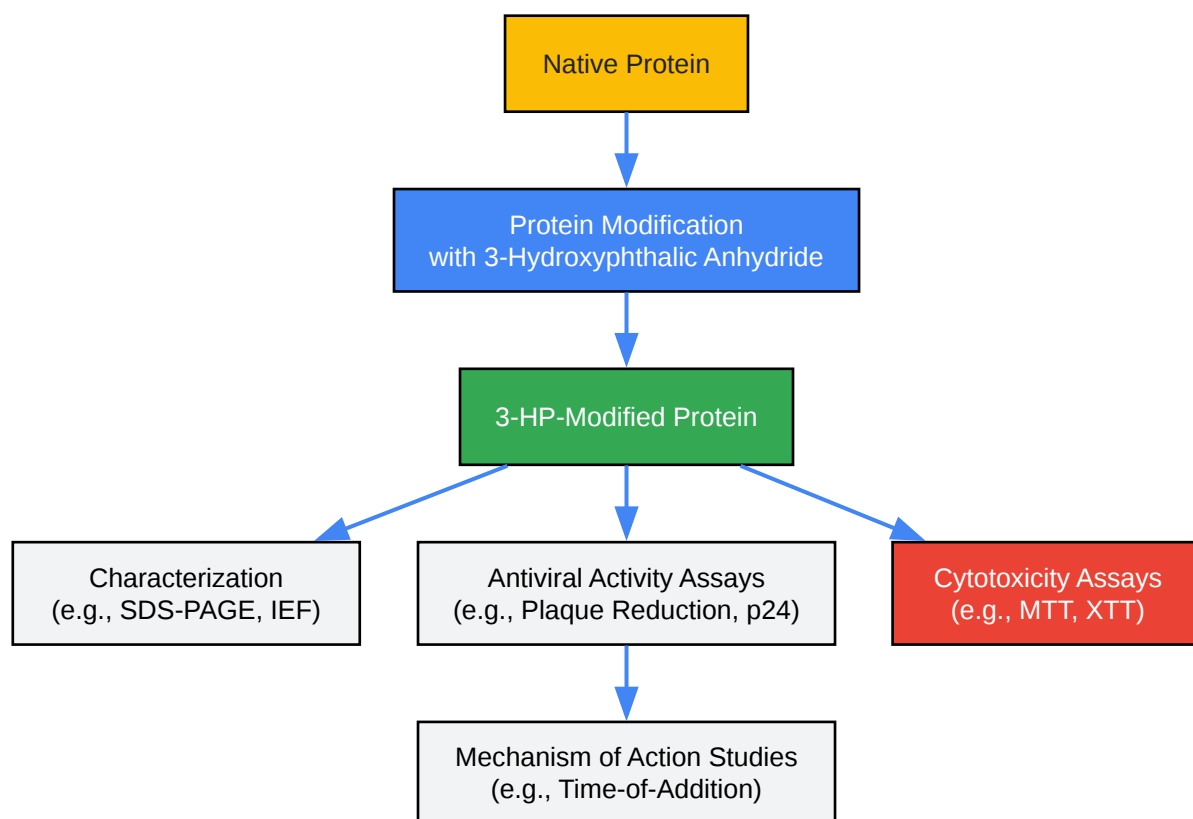 Native Protein
Protein Modification
with 3-Hydroxyphthalic Anhydride
3-HP-Modified Protein
Characterization
(e.g., SDS-PAGE, IEF)
Antiviral Activity Assays
(e.g., Plaque Reduction, p24)
Cytotoxicity Assays
(e.g., MTT, XTT)
Mechanism of Action Studies
(e.g., Time-of-Addition)